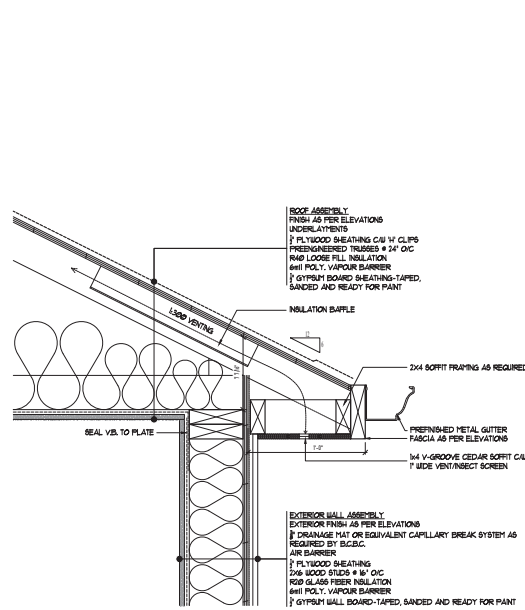 ROOF ASSEMBLY
FINISH AS PER ELEVATIONS
UNDERLAYMENTS
PLYWOOD SHEATHING C/W 'H' CLIPS
PREENGINEERED TRUSSES @ 24" O/C
R40 LOOSE FILL INSULATION
6mil POLY. VAPOUR BARRIER
GYPSUM BOARD SHEATHING-TAPED,
SANDED AND READY FOR PAINT
INSULATION BAFFLE
1:300 VENTING
12
2X4 SOFFIT FRAMING AS REQUIRED
SEAL V.B. TO PLATE
PREFINISHED METAL GUTTER
FASCIA AS PER ELEVATIONS
1'-0"
1x4 V-GROOVE CEDAR SOFFIT C/W
1" WIDE VENT/INSECT SCREEN
EXTERIOR WALL ASSEMBLY
EXTERIOR FINISH AS PER ELEVATIONS
DRAINAGE MAT OR EQUIVALENT CAPILLARY BREAK SYSTEM AS
REQUIRED BY B.C.B.C.
AIR BARRIER
PLYWOOD SHEATHING
2X6 WOOD STUDS @ 16" O/C
R20 GLASS FIBER INSULATION
6mil POLY. VAPOUR BARRIER
GYPSUM WALL BOARD-TAPED, SANDED AND READY FOR PAINT